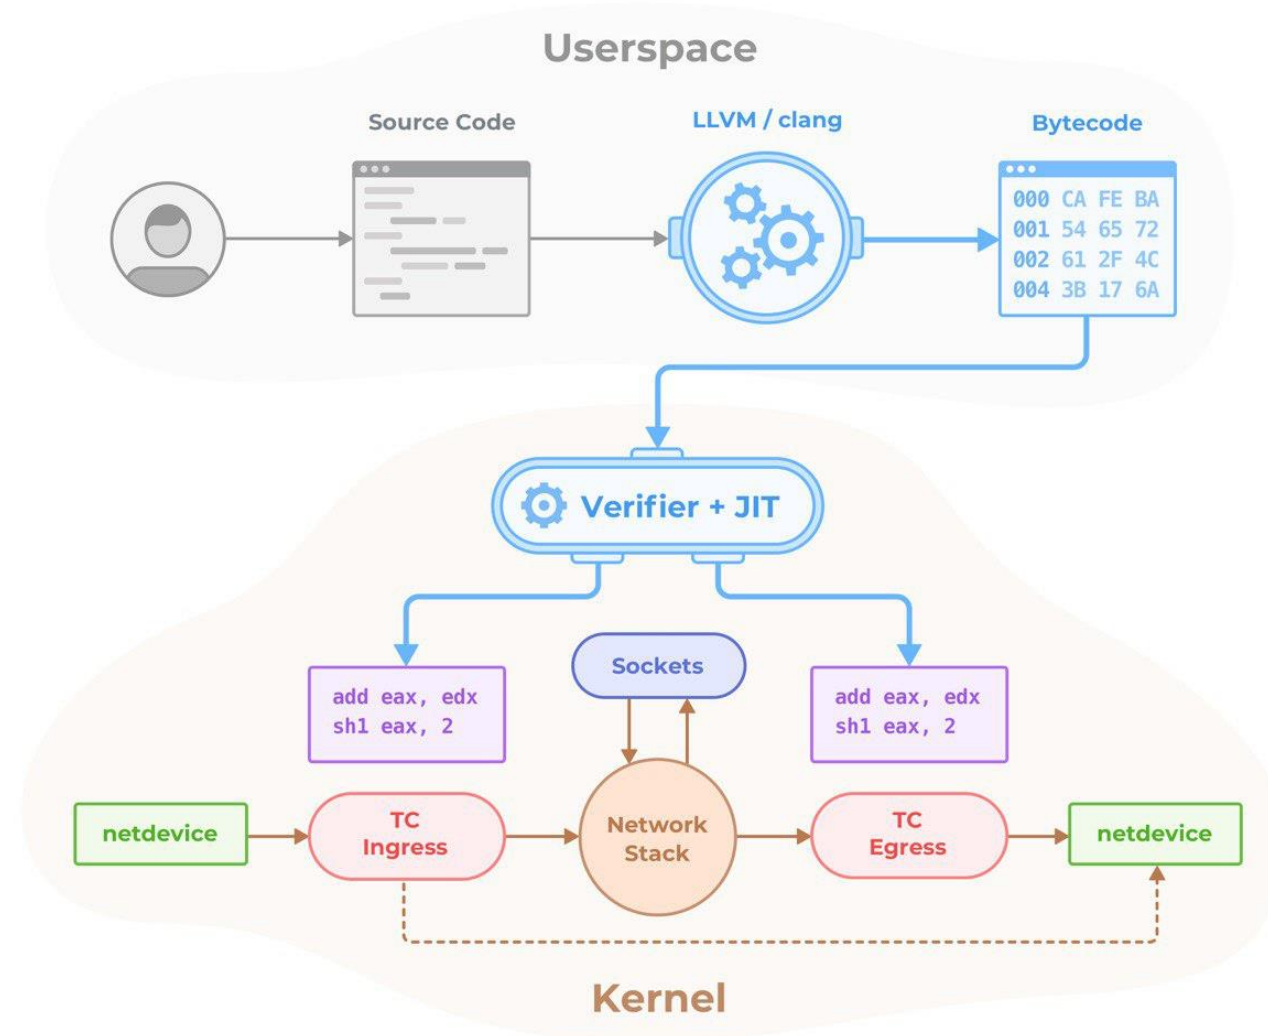 Userspace
Source Code
LLVM / clang
Bytecode
000 CA FE BA
001 54 65 72
002 61 2F 4C
004 3B 17 6A
Verifier + JIT
add eax, edx
sh1 eax, 2
Sockets
add eax, edx
sh1 eax, 2
netdevice
TC
Ingress
Network
Stack
TC
Egress
netdevice
Kernel